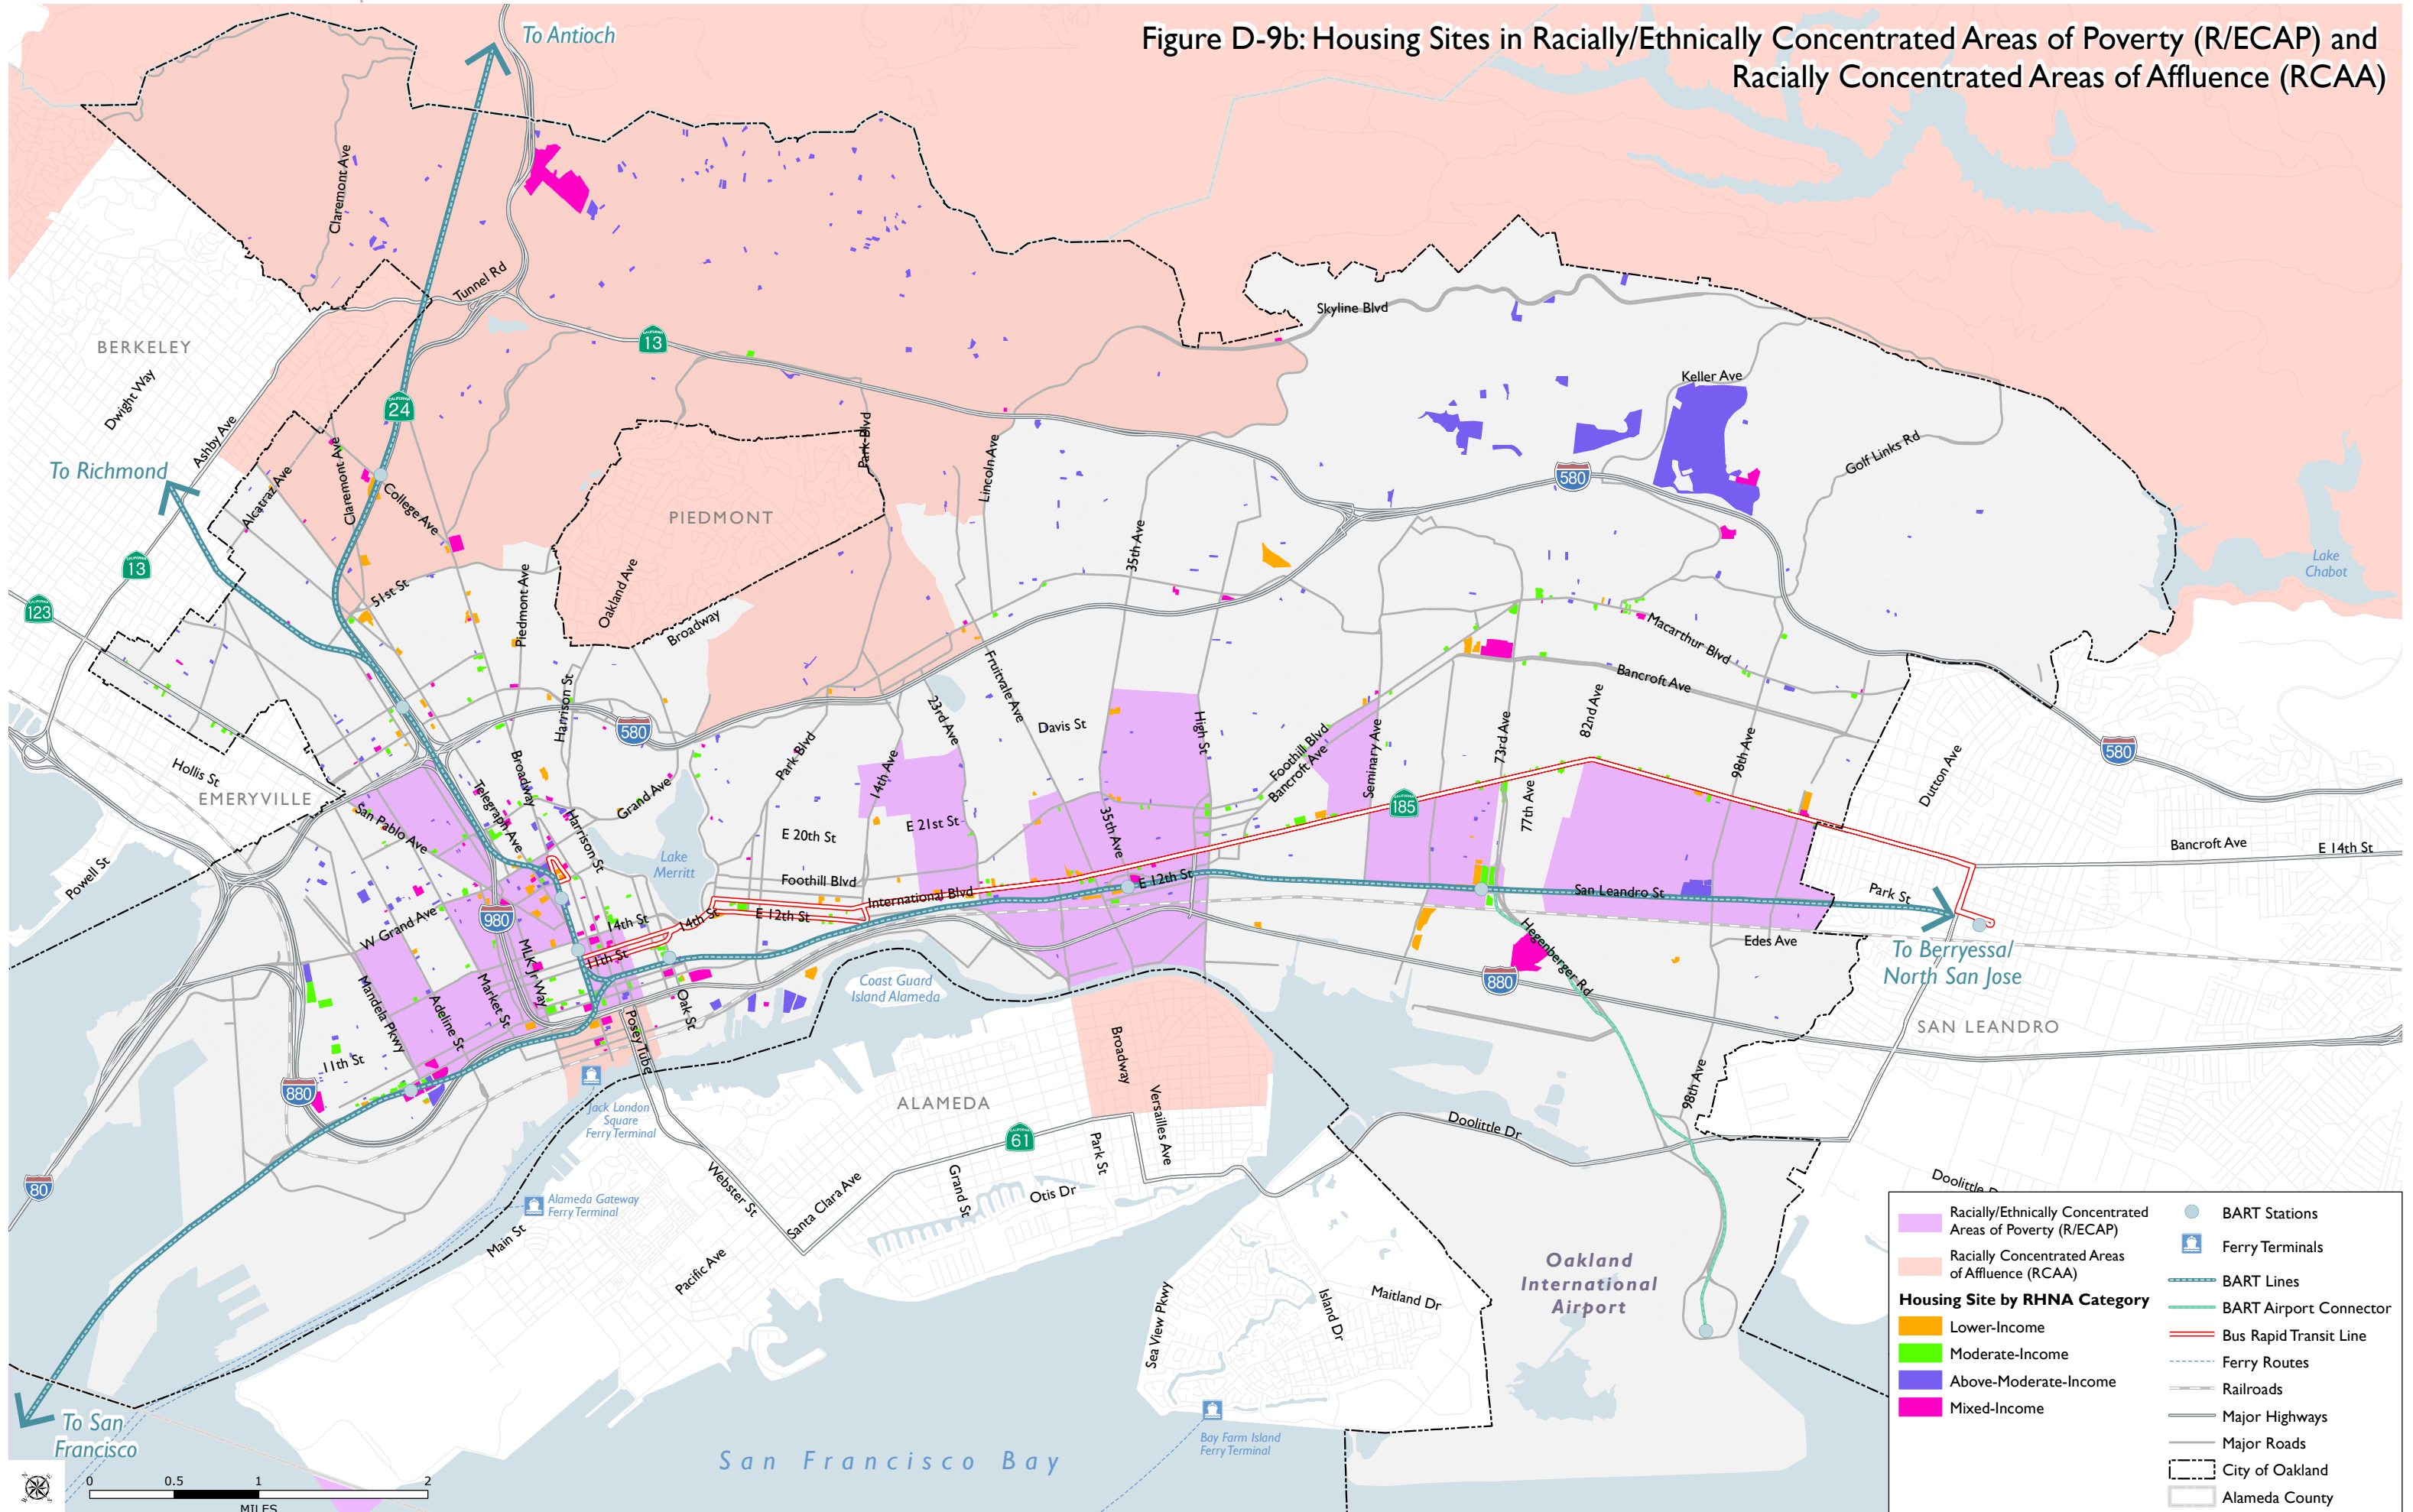 Figure D-9b: Housing Sites in Racially/Ethnically Concentrated Areas of Poverty (R/ECAP) and
Racially Concentrated Areas of Affluence (RCAA)
To Antioch
Claremont Ave
Tunnel Rd
BERKELEY
Dwight Way
Ashby Ave
13
24
Skyline Blvd
Keller Ave
Golf Links Rd
To Richmond
Alcatraz Ave
Claremont Ave
College Ave
PIEDMONT
Park Blvd
Lincoln Ave
35th Ave
580
Lake
Chabot
13
123
51st St
Piedmont Ave
Oakland Ave
Broadway
Harrison St
580
Fruitvale Ave
23rd Ave
Davis St
High St
Macarthur Blvd
Bancroft Ave
82nd Ave
73rd Ave
98th Ave
Seminary Ave
Foothill Blvd
Bancroft Ave
580
Dutton Ave
Hollis St
EMERYVILLE
San Pablo Ave
Telegraph Ave
Broadway
Harrison St
Grand Ave
Park Blvd
14th Ave
E 20th St
E 21st St
35th Ave
185
77th Ave
Bancroft Ave
E 14th St
Powell St
Lake
Merritt
Foothill Blvd
International Blvd
E 12th St
E 12th St
San Leandro St
Park St
W Grand Ave
980
14th St
14th St
11th St
MLK Jr Way
Market St
Adeline St
Mandela Pkwy
Oak St
Posey Tube
11th St
880
Coast Guard
Island Alameda
Hegenberger Rd
880
Edes Ave
To Berryessa/
North San Jose
SAN LEANDRO
Broadway
98th Ave
Jack London
Square
Ferry Terminal
ALAMEDA
61
Versailles Ave
Park St
Doolittle Dr
80
Alameda Gateway
Ferry Terminal
Main St
Webster St
Santa Clara Ave
Grand St
Otis Dr
Pacific Ave
Doolittle D
Oakland
International
Airport
Sea View Pkwy
Island Dr
Maitland Dr
Bay Farm Island
Ferry Terminal
San Francisco Bay
To San
Francisco
0 0.5 1 2
MILES
Racially/Ethnically Concentrated
Areas of Poverty (R/ECAP)
Racially Concentrated Areas
of Affluence (RCAA)
Housing Site by RHNA Category
Lower-Income
Moderate-Income
Above-Moderate-Income
Mixed-Income
BART Stations
Ferry Terminals
BART Lines
BART Airport Connector
Bus Rapid Transit Line
Ferry Routes
Railroads
Major Highways
Major Roads
City of Oakland
Alameda County